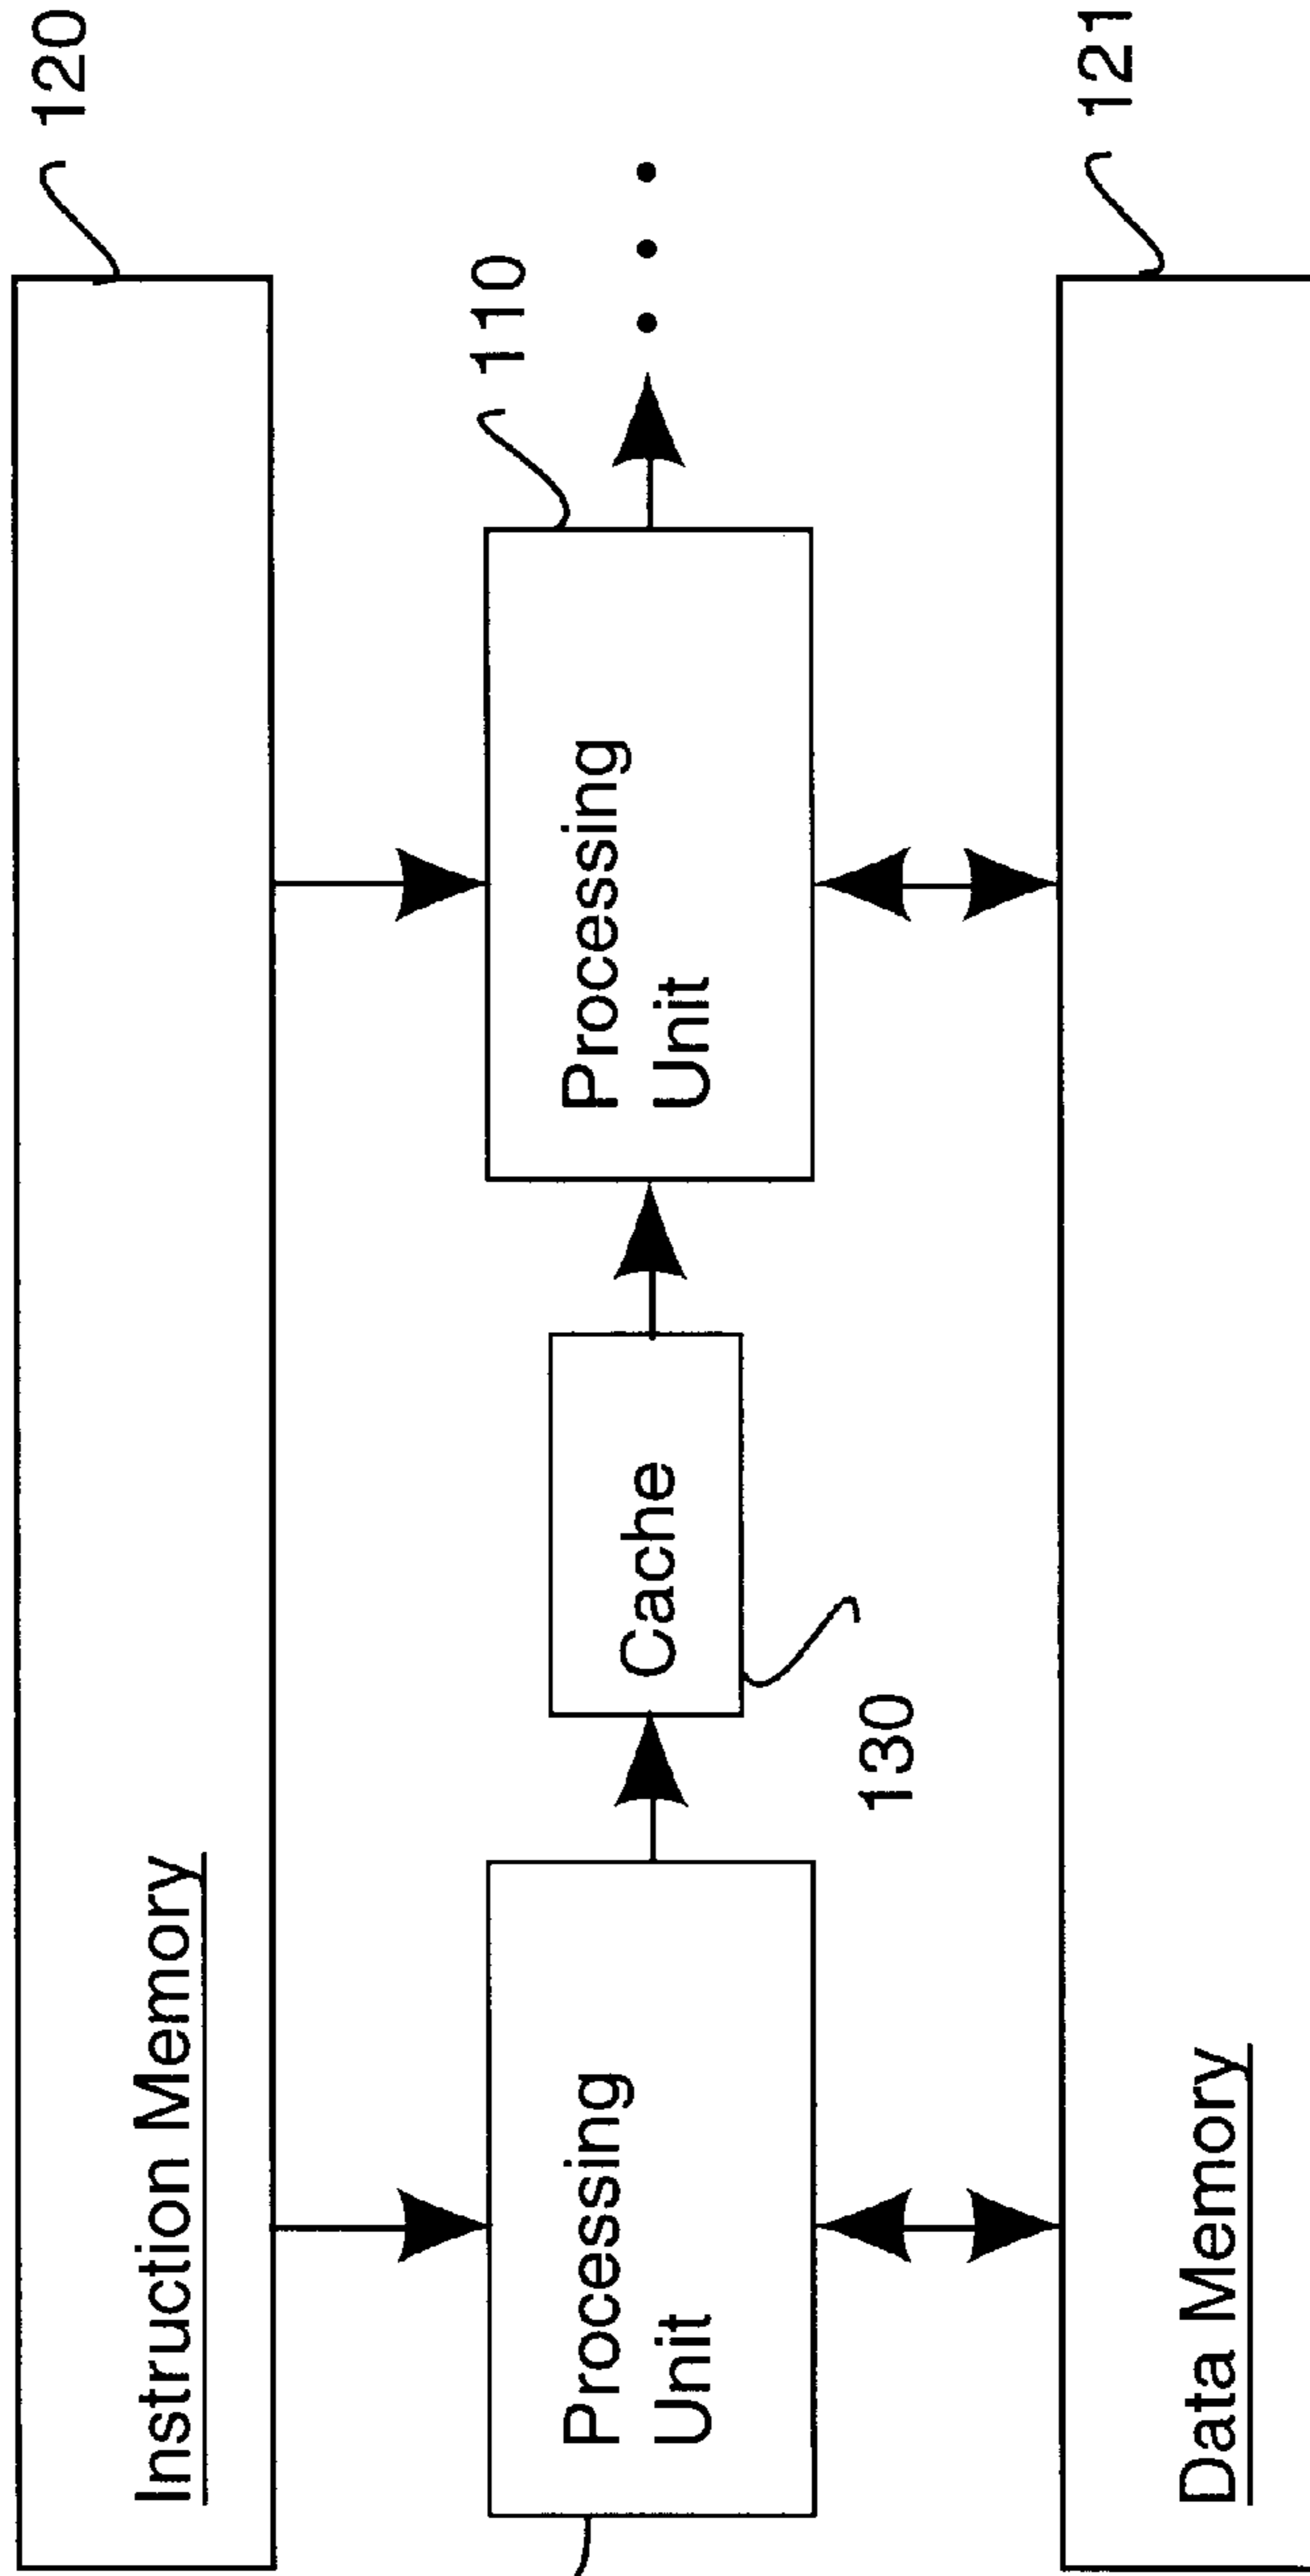 120
Instruction Memory
110
Processing
Unit
Cache
Processing
Unit
130
121
Data Memory